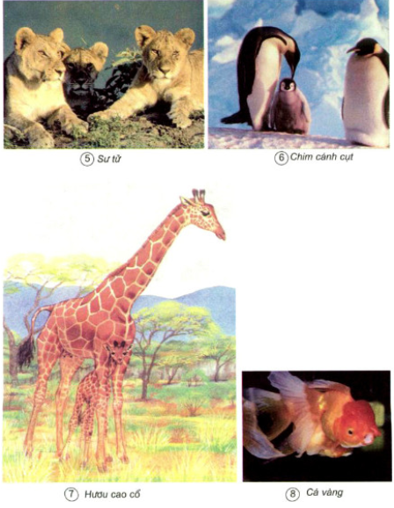 ⑤ Sư tử
⑥ Chim cánh cụt
⑦ Hươu cao cổ
⑧ Cá vàng